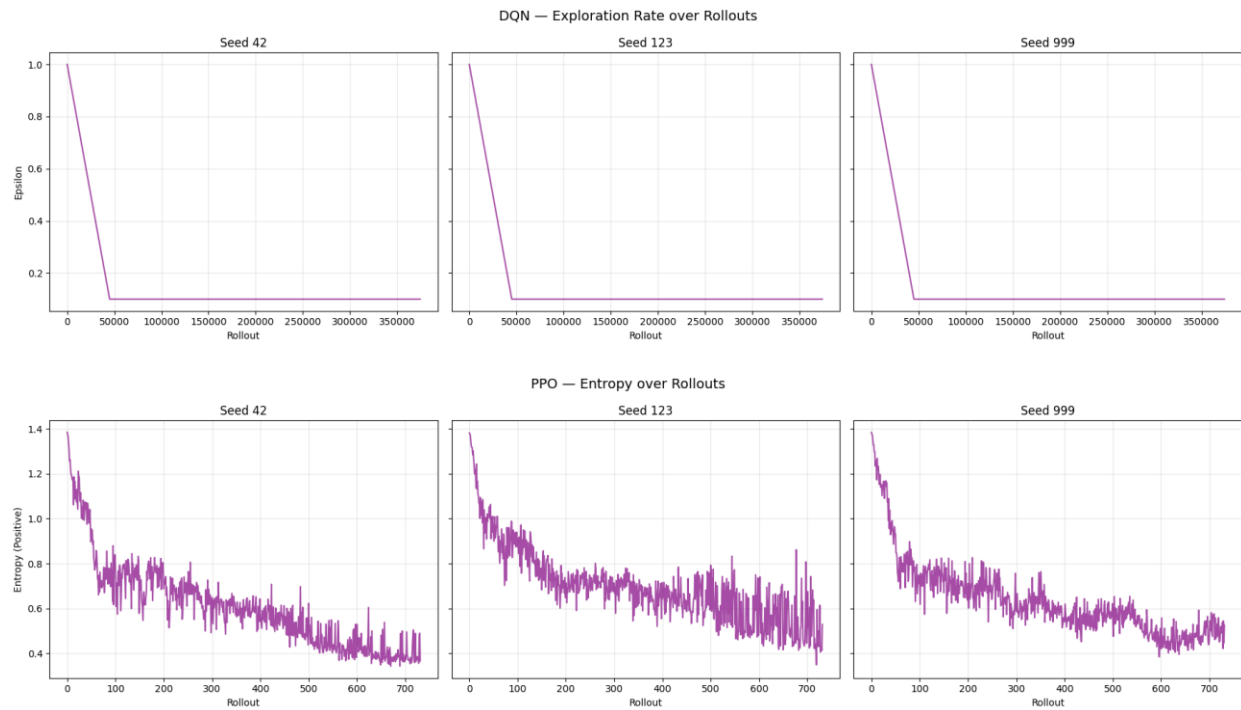 DQN — Exploration Rate over Rollouts
Seed 42 Seed 123 Seed 999
1.0
0.8
0.6
0.4
0.2
Epsilon
0 50000 100000 150000 200000 250000 300000 350000 0 50000 100000 150000 200000 250000 300000 350000 0 50000 100000 150000 200000 250000 300000 350000
Rollout Rollout Rollout
PPO — Entropy over Rollouts
Seed 42 Seed 123 Seed 999
1.4
1.2
1.0
0.8
0.6
0.4
Entropy (Positive)
0 100 200 300 400 500 600 700 0 100 200 300 400 500 600 700 0 100 200 300 400 500 600 700
Rollout Rollout Rollout